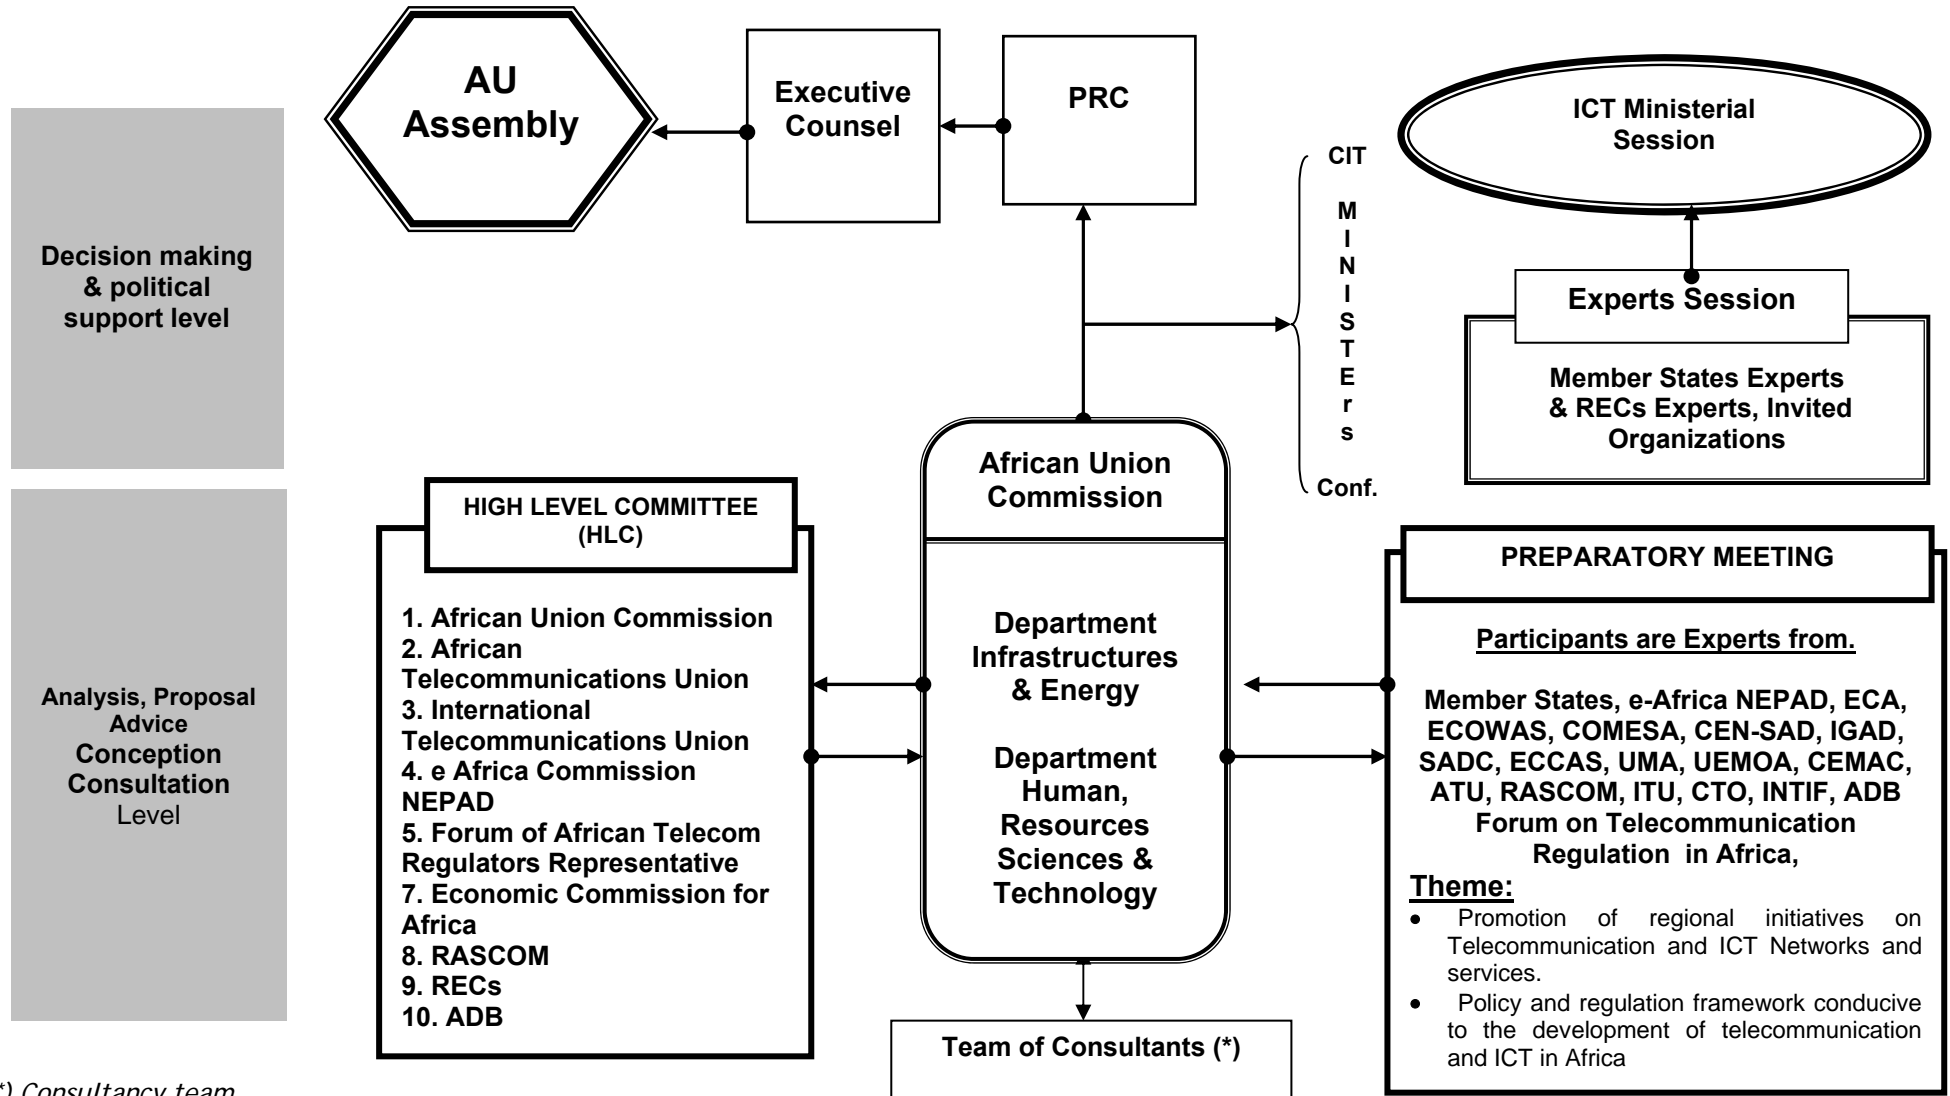 AU
Assembly
Executive
Counsel
PRC
ICT Ministerial
Session
CIT
M
I
N
I
S
T
E
r
s
Conf.
Experts Session
Member States Experts
& RECs Experts, Invited
Organizations
Decision making
& political
support level
African Union
Commission
Department
Infrastructures
& Energy
Department
Human,
Resources
Sciences &
Technology
HIGH LEVEL COMMITTEE
(HLC)
1. African Union Commission
2. African
Telecommunications Union
3. International
Telecommunications Union
4. e Africa Commission
NEPAD
5. Forum of African Telecom
Regulators Representative
7. Economic Commission for
Africa
8. RASCOM
9. RECs
10. ADB
Analysis, Proposal
Advice
Conception
Consultation
Level
PREPARATORY MEETING
Participants are Experts from.
Member States, e-Africa NEPAD, ECA,
ECOWAS, COMESA, CEN-SAD, IGAD,
SADC, ECCAS, UMA, UEMOA, CEMAC,
ATU, RASCOM, ITU, CTO, INTIF, ADB
Forum on Telecommunication
Regulation in Africa,
Theme:
• Promotion of regional initiatives on
Telecommunication and ICT Networks and
services.
• Policy and regulation framework conducive
to the development of telecommunication
and ICT in Africa
Team of Consultants (*)
*) Consultancy team